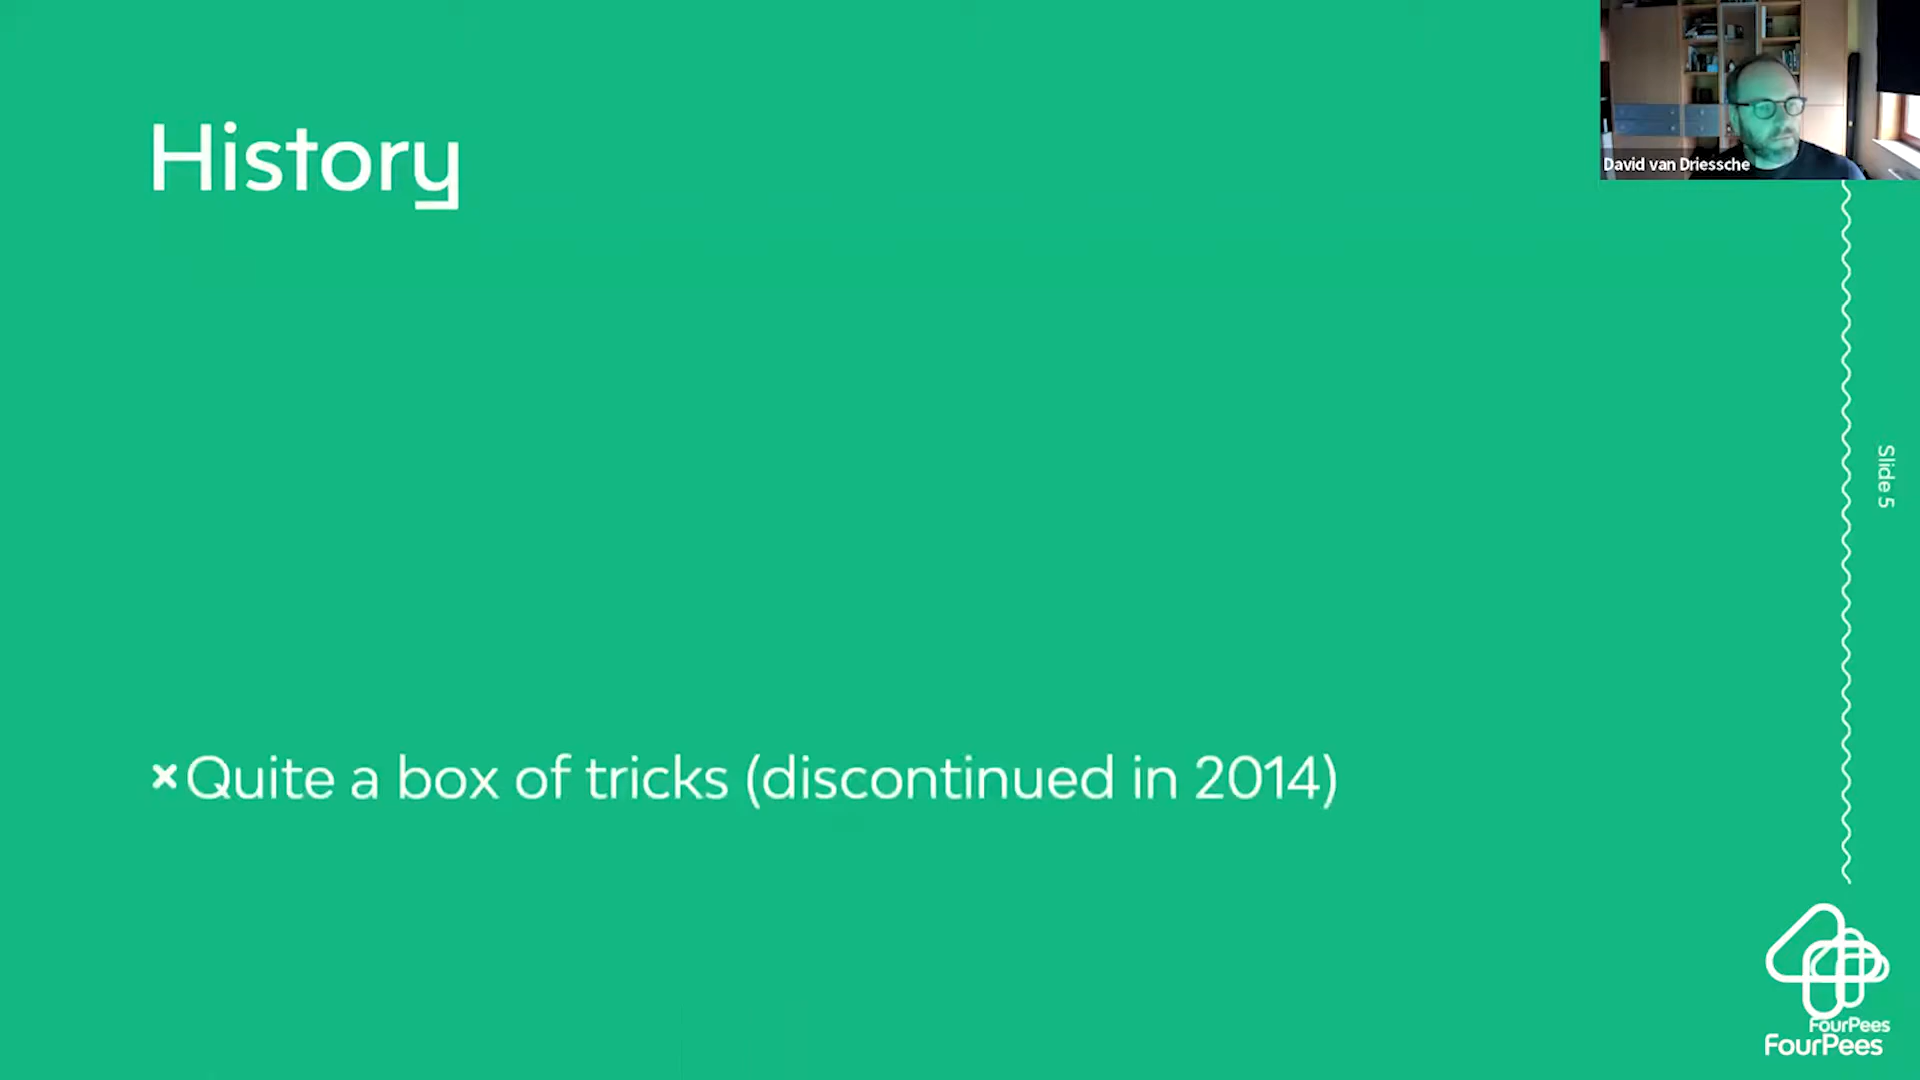 History
David van Driessche
Slide 5
×Quite a box of tricks (discontinued in 2014)
FourPees
FourPees